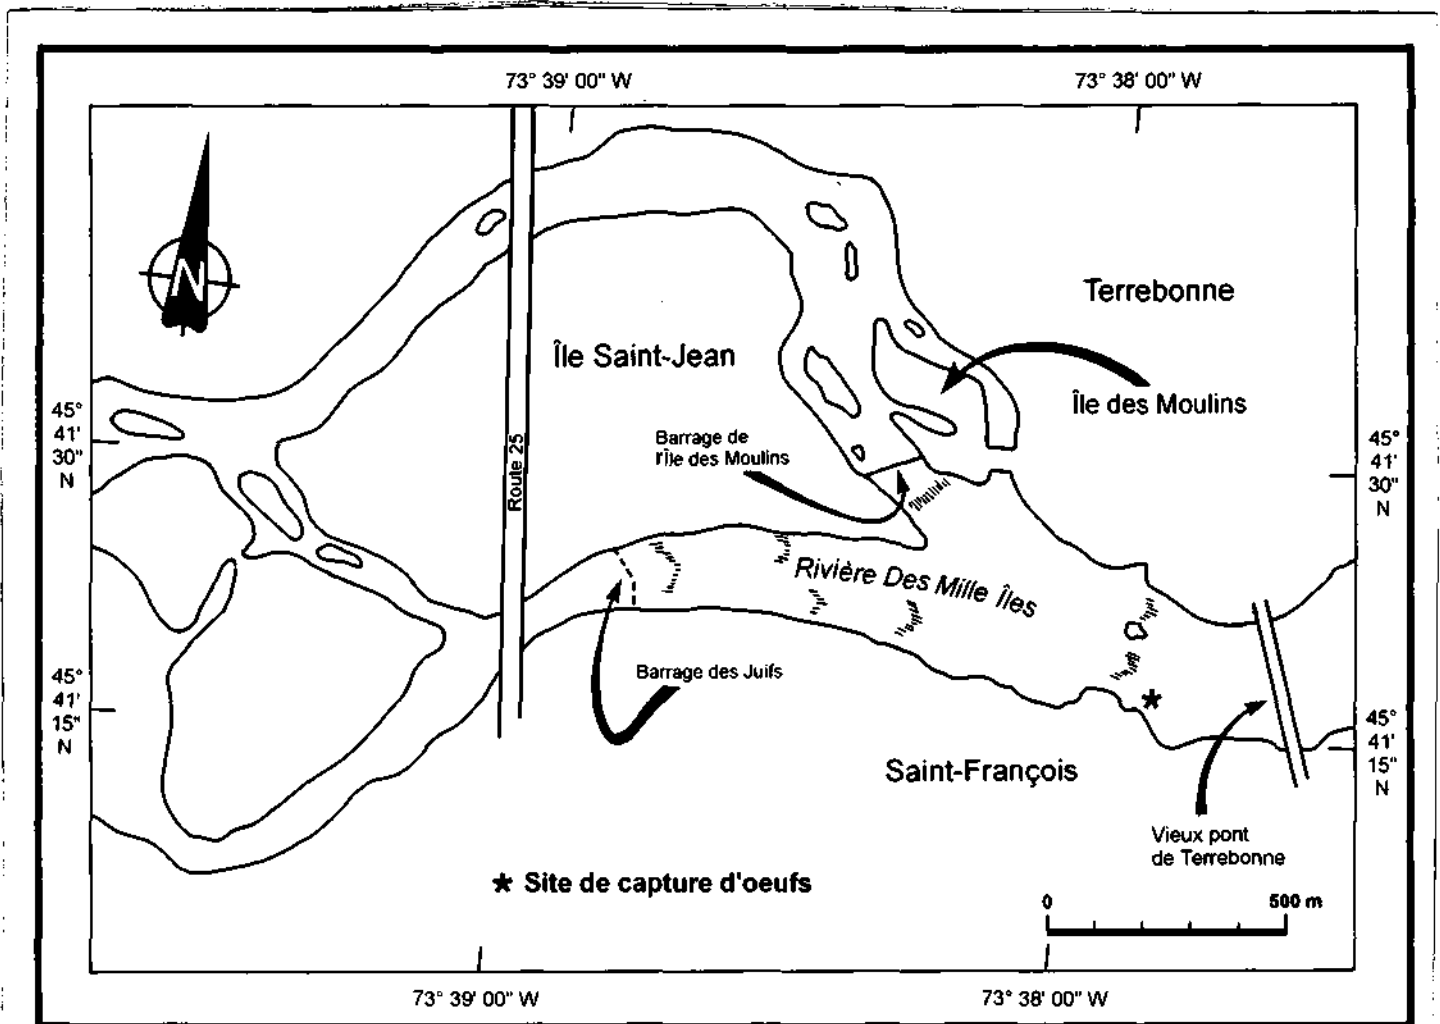 73° 39' 00" W
73° 38' 00" W
N
Terrebonne
Île Saint-Jean
Île des Moulins
45°
41'
30"
N
Barrage de
l'Île des Moulins
45°
41'
30"
N
Route 25
Rivière Des Mille Îles
Barrage des Juifs
45°
41'
15"
N
45°
41'
15"
N
Saint-François
Vieux pont
de Terrebonne
* Site de capture d'oeufs
0 500 m
73° 39' 00" W
73° 38' 00" W